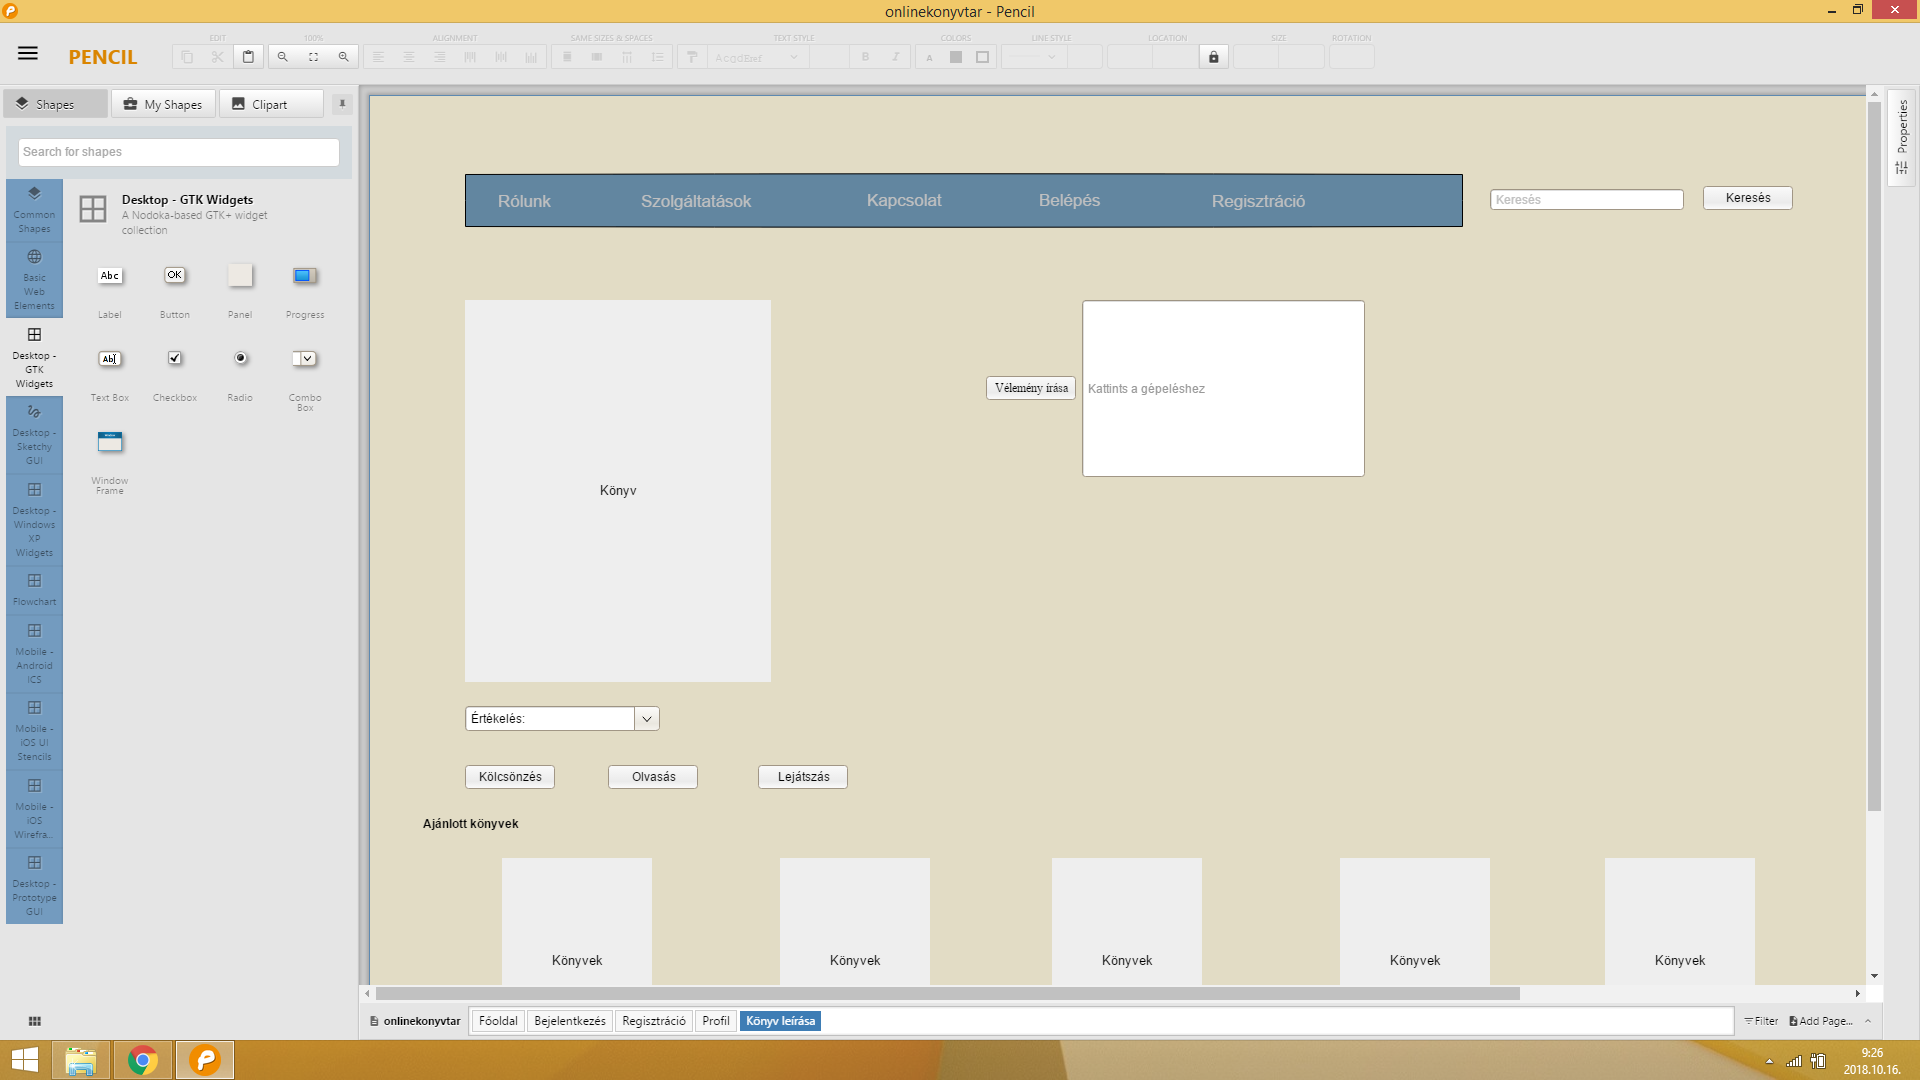 onlinekonyvtar - Pencil
PENCIL
EDIT
100%
ALIGNMENT
SAME SIZES & SPACES
TEXT STYLE
COLORS
LINE STYLE
LOCATION
SIZE
ROTATION
AaQqEeRrf
B
I
A
Shapes
My Shapes
Clipart
Search for shapes
Common
Shapes
Basic
Web
Elements
Desktop -
GTK
Widgets
Desktop -
Sketchy
GUI
Desktop -
Windows
XP
Widgets
Flowchart
Mobile -
Android
ICS
Mobile -
iOS UI
Stencils
Mobile -
iOS
Wirefra...
Desktop -
Prototype
GUI
Desktop - GTK Widgets
A Nodoka-based GTK+ widget
collection
Abc
OK
Label
Button
Panel
Progress
Abc
Text Box
Checkbox
Radio
Combo
Box
Window
Frame
Rólunk
Szolgáltatások
Kapcsolat
Belépés
Regisztráció
Keresés
Keresés
Könyv
Vélemény írása
Kattints a gépeléshez
Értékelés:
Kölcsönzés
Olvasás
Lejátszás
Ajánlott könyvek
Könyvek
Könyvek
Könyvek
Könyvek
Könyvek
Properties
onlinekonyvtar
Főoldal
Bejelentkezés
Regisztráció
Profil
Könyv leírása
Filter
Add Page...
9:26
2018.10.16.